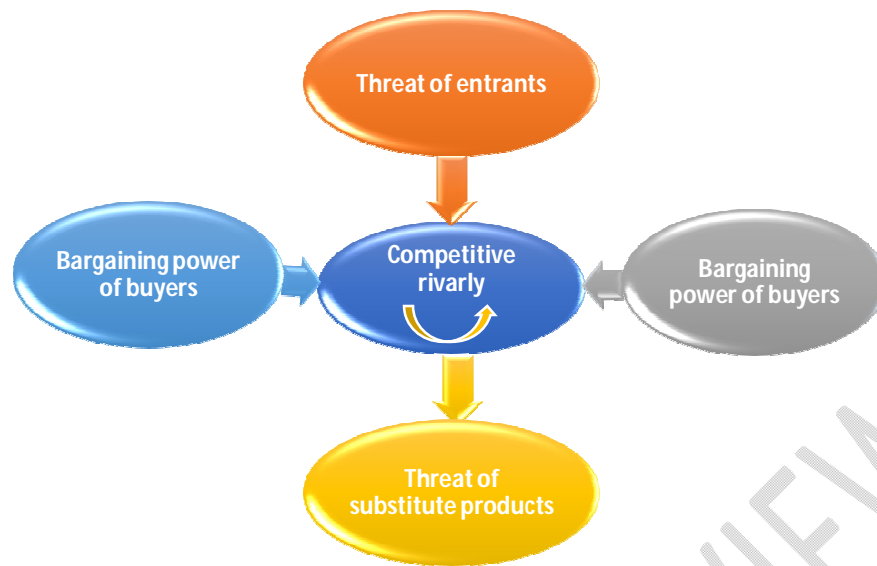 Threat of entrants
Bargaining power
of buyers
Competitive
rivarly
Bargaining
power of buyers
Threat of
substitute products